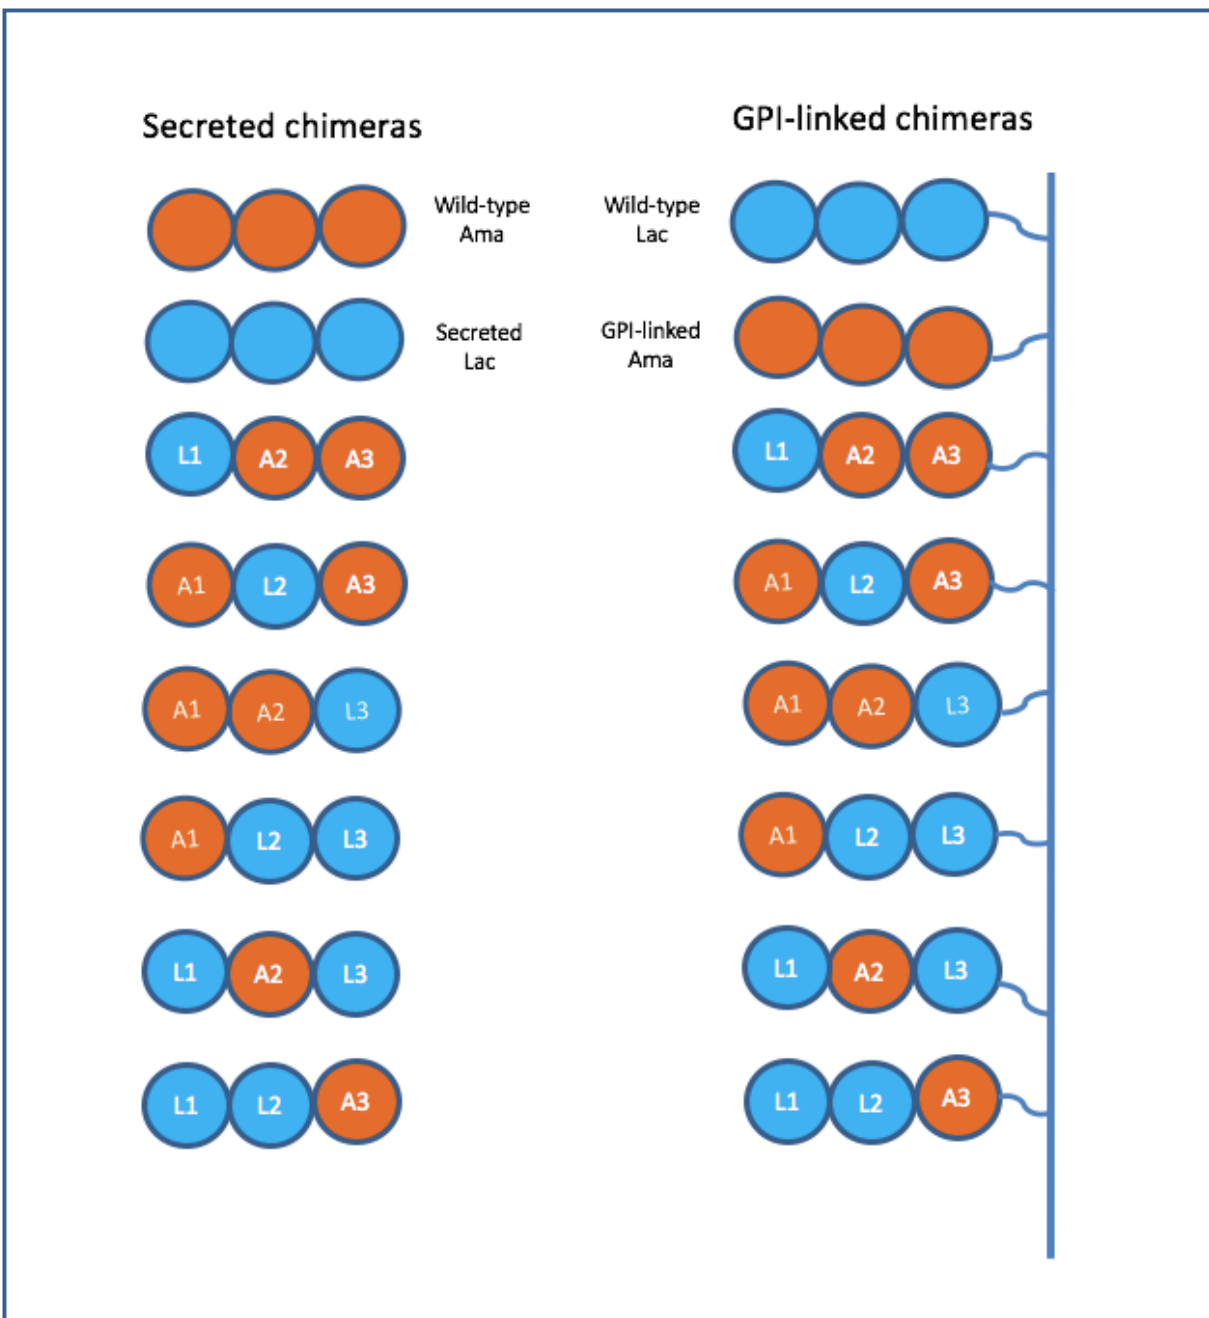 Secreted chimeras
GPI-linked chimeras
Wild-type
Ama
Wild-type
Lac
Secreted
Lac
GPI-linked
Ama
L1 A2 A3
L1 A2 A3
A1 L2 A3
A1 L2 A3
A1 A2 L3
A1 A2 L3
A1 L2 L3
A1 L2 L3
L1 A2 L3
L1 A2 L3
L1 L2 A3
L1 L2 A3